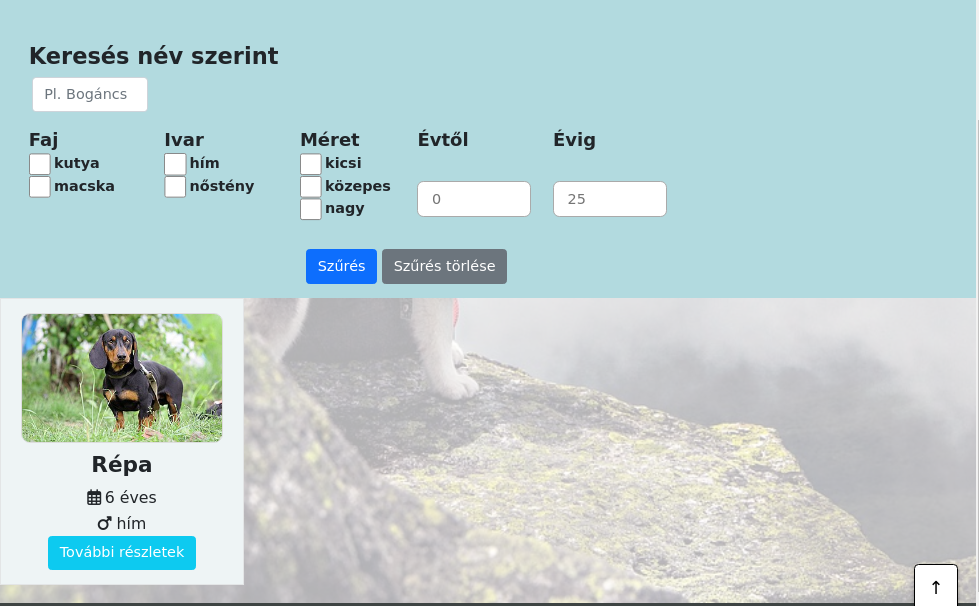 Keresés név szerint
Pl. Bogáncs
Faj Ivar Méret Évtől Évig
kutya hím kicsi
macska nőstény közepes 0 25
nagy
Szűrés Szűrés törlése
Répa
6 éves
hím
További részletek
↑